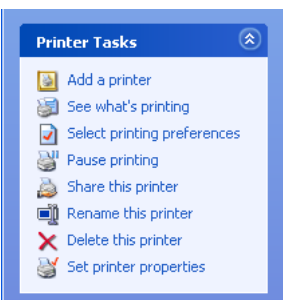 Printer Tasks
Add a printer
See what's printing
Select printing preferences
Pause printing
Share this printer
Rename this printer
Delete this printer
Set printer properties